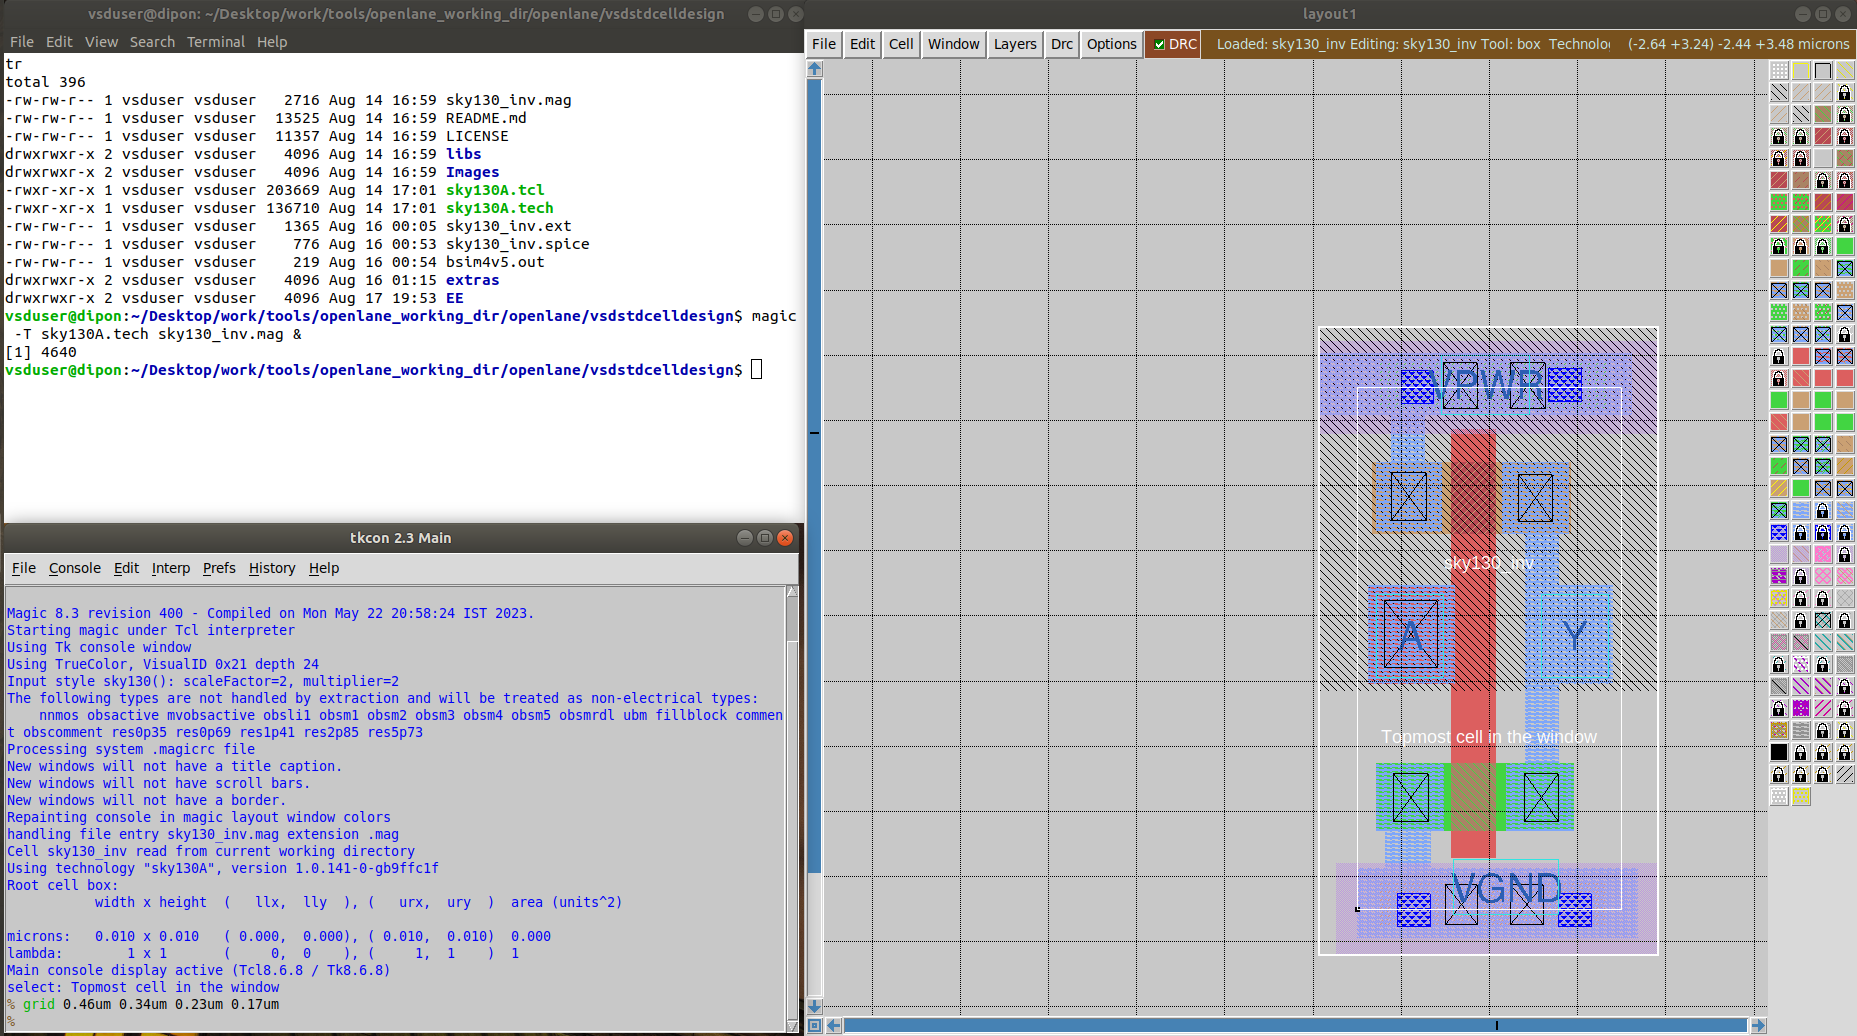 vsduser@dipon: ~/Desktop/work/tools/openlane_working_dir/openlane/vsdstdcelldesign
File Edit View Search Terminal Help
tr
total 396
-rw-rw-r-- 1 vsduser vsduser   2716 Aug 14 16:59 sky130_inv.mag
-rw-rw-r-- 1 vsduser vsduser  13525 Aug 14 16:59 README.md
-rw-rw-r-- 1 vsduser vsduser  11357 Aug 14 16:59 LICENSE
drwxrwxr-x 2 vsduser vsduser   4096 Aug 14 16:59 libs
drwxrwxr-x 2 vsduser vsduser   4096 Aug 14 16:59 Images
-rwxr-xr-x 1 vsduser vsduser 203669 Aug 14 17:01 sky130A.tcl
-rwxr-xr-x 1 vsduser vsduser 136710 Aug 14 17:01 sky130A.tech
-rw-rw-r-- 1 vsduser vsduser   1365 Aug 16 00:05 sky130_inv.ext
-rw-rw-r-- 1 vsduser vsduser    776 Aug 16 00:53 sky130_inv.spice
-rw-rw-r-- 1 vsduser vsduser    219 Aug 16 00:54 bsim4v5.out
drwxrwxr-x 2 vsduser vsduser   4096 Aug 16 01:15 extras
drwxrwxr-x 2 vsduser vsduser   4096 Aug 17 19:53 EE
vsduser@dipon:~/Desktop/work/tools/openlane_working_dir/openlane/vsdstdcelldesign$ magic
 -T sky130A.tech sky130_inv.mag &
[1] 4640
vsduser@dipon:~/Desktop/work/tools/openlane_working_dir/openlane/vsdstdcelldesign$
tkcon 2.3 Main
File Console Edit Interp Prefs History Help
Magic 8.3 revision 400 - Compiled on Mon May 22 20:58:24 IST 2023.
Starting magic under Tcl interpreter
Using Tk console window
Using TrueColor, VisualID 0x21 depth 24
Input style sky130(): scaleFactor=2, multiplier=2
The following types are not handled by extraction and will be treated as non-electrical types:
    nnmos obsactive mvobsactive obsli1 obsm1 obsm2 obsm3 obsm4 obsm5 obsmrdl ubm fillblock commen
t obscomment res0p35 res0p69 res1p41 res2p85 res5p73
Processing system .magicrc file
New windows will not have a title caption.
New windows will not have scroll bars.
New windows will not have a border.
Repainting console in magic layout window colors
handling file entry sky130_inv.mag extension .mag
Cell sky130_inv read from current working directory
Using technology "sky130A", version 1.0.141-0-gb9ffc1f
Root cell box:
           width x height  (   llx,  lly  ), (   urx,  ury  )  area (units^2)
microns:   0.010 x 0.010   ( 0.000,  0.000), ( 0.010,  0.010)  0.000
lambda:        1 x 1       (     0,  0    ), (     1,  1    )  1
Main console display active (Tcl8.6.8 / Tk8.6.8)
select: Topmost cell in the window
% grid 0.46um 0.34um 0.23um 0.17um
%
layout1
File Edit Cell Window Layers Drc Options DRC Loaded: sky130_inv Editing: sky130_inv Tool: box Technolo (-2.64 +3.24) -2.44 +3.48 microns
VPWR
sky130_inv
A Y
Topmost cell in the window
VGND